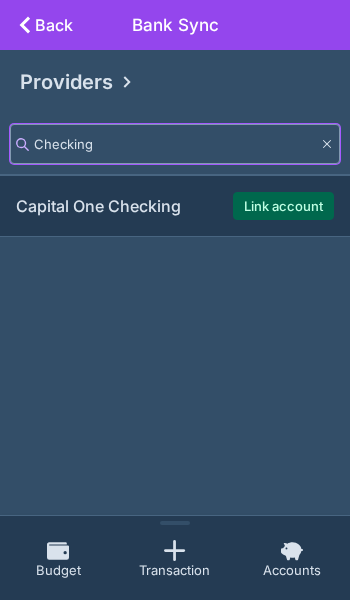 Back
Bank Sync
Providers
Checking
Capital One Checking
Link account
Budget
Transaction
Accounts